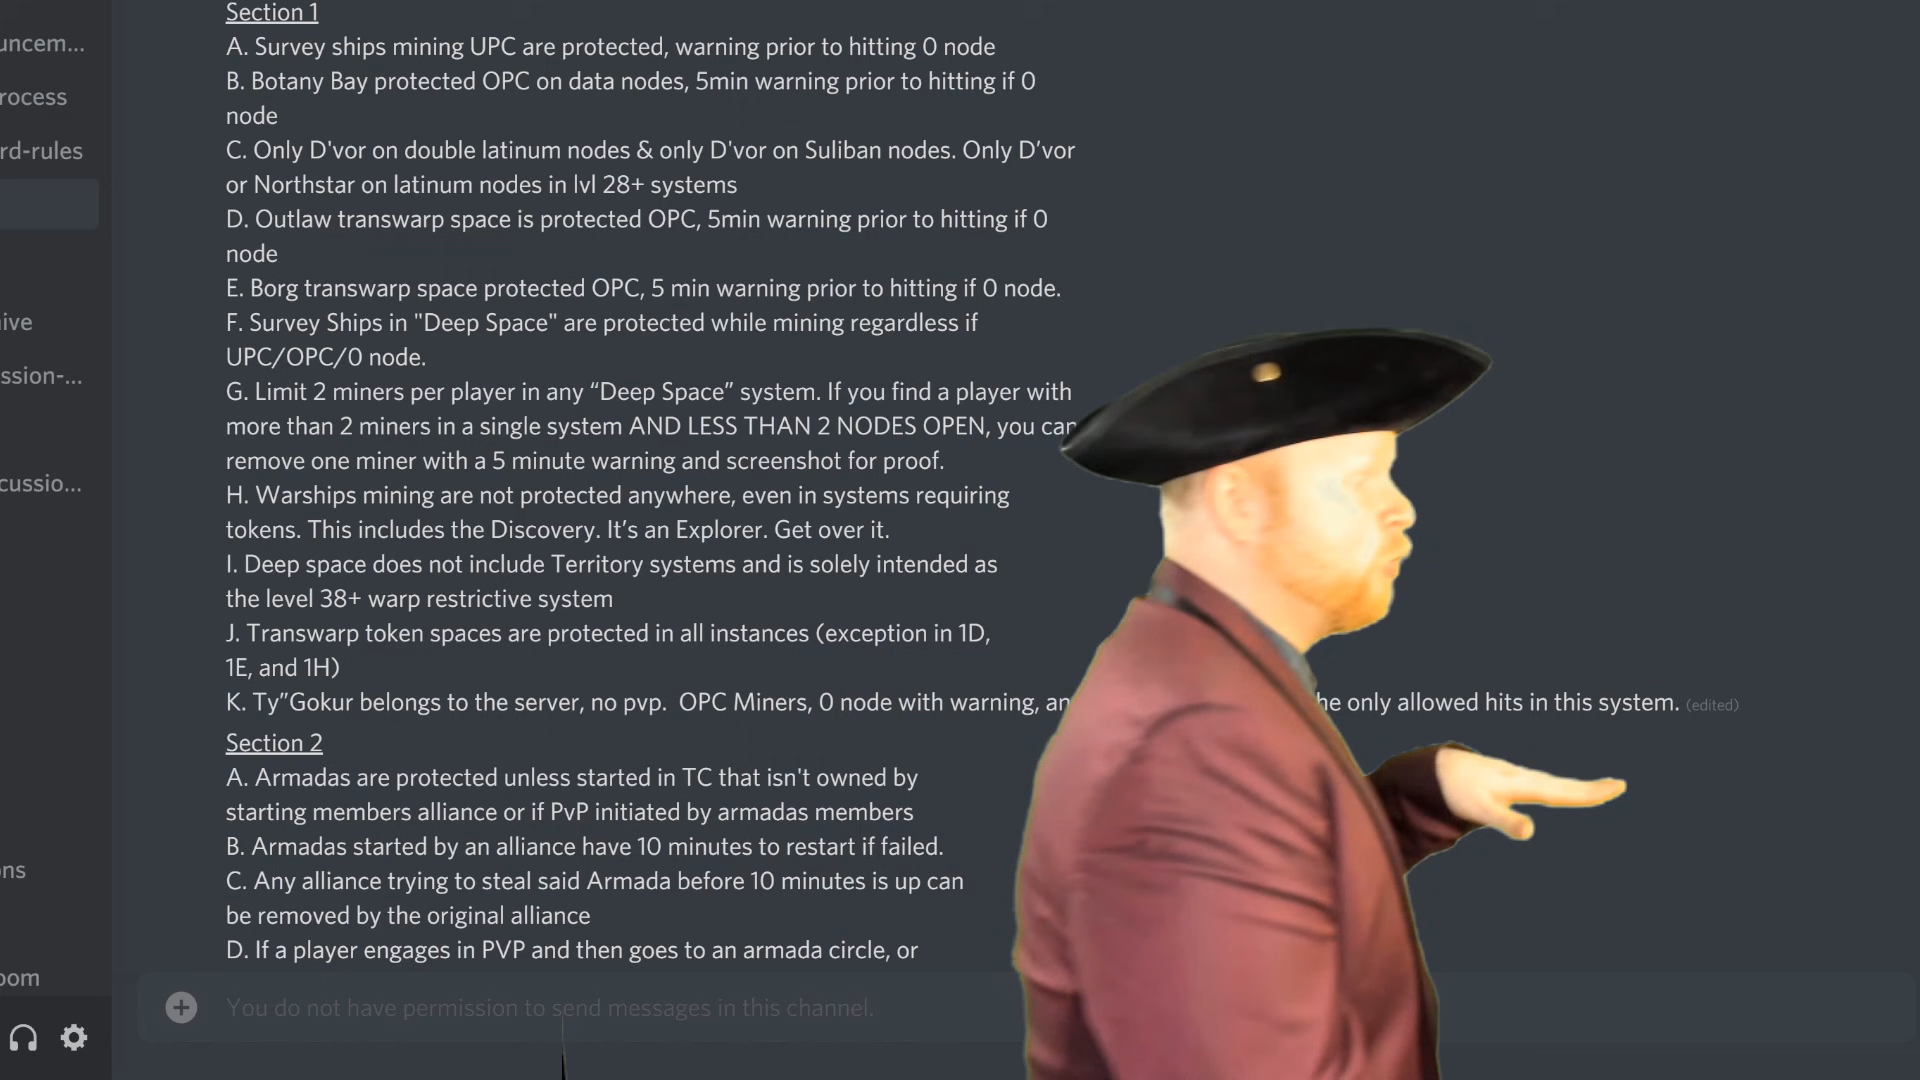 Section 1
uncem...
A. Survey ships mining UPC are protected, warning prior to hitting 0 node
B. Botany Bay protected OPC on data nodes, 5min warning prior to hitting if 0
rocess
node
rd-rules
C. Only D'vor on double latinum nodes & only D'vor on Suliban nodes. Only D’vor
or Northstar on latinum nodes in lvl 28+ systems
D. Outlaw transwarp space is protected OPC, 5min warning prior to hitting if 0
node
E. Borg transwarp space protected OPC, 5 min warning prior to hitting if 0 node.
ive
F. Survey Ships in "Deep Space" are protected while mining regardless if
UPC/OPC/0 node.
ssion-...
G. Limit 2 miners per player in any “Deep Space” system. If you find a player with
more than 2 miners in a single system AND LESS THAN 2 NODES OPEN, you can
remove one miner with a 5 minute warning and screenshot for proof.
cussio...
H. Warships mining are not protected anywhere, even in systems requiring
tokens. This includes the Discovery. It’s an Explorer. Get over it.
I. Deep space does not include Territory systems and is solely intended as
the level 38+ warp restrictive system
J. Transwarp token spaces are protected in all instances (exception in 1D,
1E, and 1H)
K. Ty”Gokur belongs to the server, no pvp. OPC Miners, 0 node with warning, an he only allowed hits in this system. (edited)
Section 2
A. Armadas are protected unless started in TC that isn't owned by
starting members alliance or if PvP initiated by armadas members
B. Armadas started by an alliance have 10 minutes to restart if failed.
ons
C. Any alliance trying to steal said Armada before 10 minutes is up can
be removed by the original alliance
D. If a player engages in PVP and then goes to an armada circle, or
oom
You do not have permission to send messages in this channel.